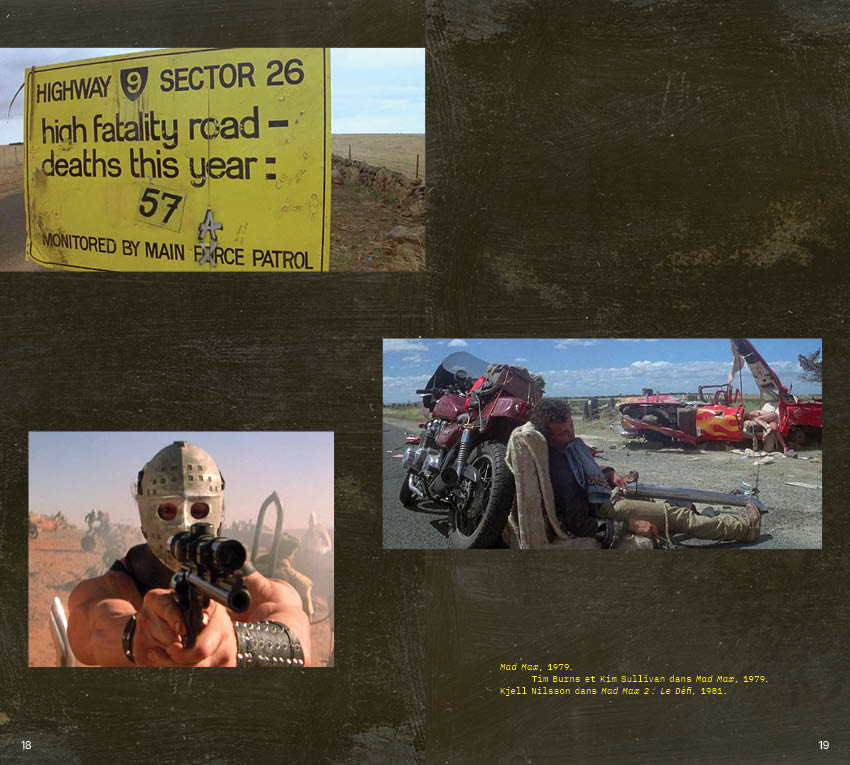 HIGHWAY 9 SECTOR 26
high fatality road –
deaths this year :
57
MONITORED BY MAIN FORCE PATROL
A
Mad Max, 1979.
Tim Burns et Kim Sullivan dans Mad Max, 1979.
Kjell Nilsson dans Mad Max 2 : Le Défi, 1981.
18
19